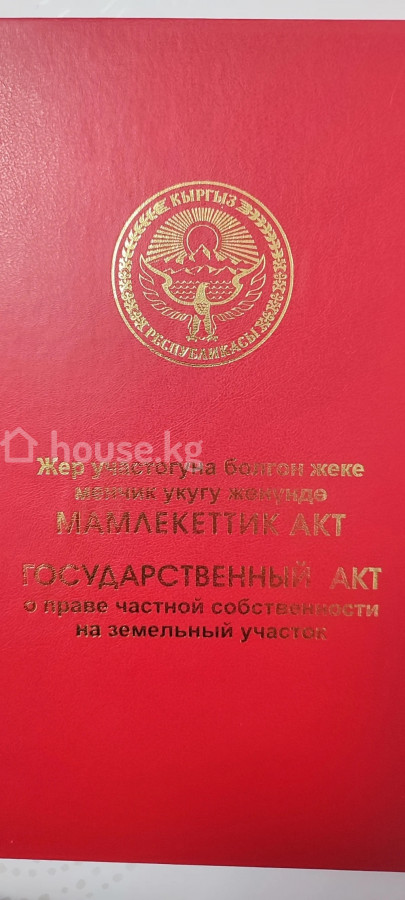 КЫРГЫЗ
РЕСПУБЛИКАСЫ
house.kg
Жер участогуна болгон жеке
менчик укугу жөнүндө
МАМЛЕКЕТТИК АКТ
ГОСУДАРСТВЕННЫЙ АКТ
о праве частной собственности
на земельный участок